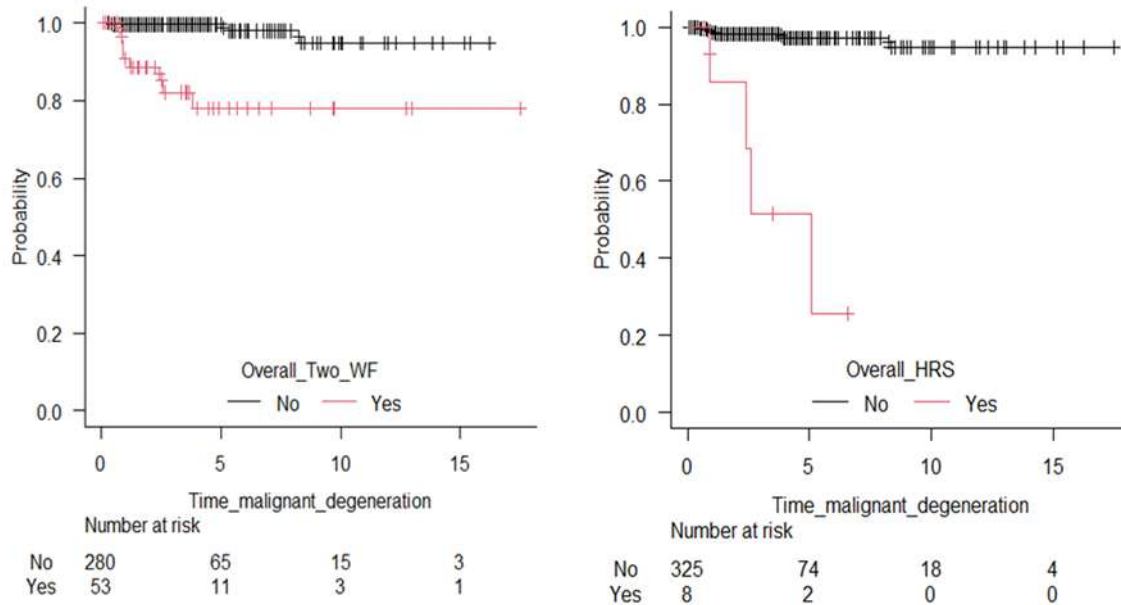 1.0
0.8
0.6
0.4
0.2
0.0
Probability
Overall_Two_WF
No Yes
0 5 10 15
Time_malignant_degeneration
Number at risk
No 280 65 15 3
Yes 53 11 3 1
1.0
0.8
0.6
0.4
0.2
0.0
Probability
Overall_HRS
No Yes
0 5 10 15
Time_malignant_degeneration
Number at risk
No 325 74 18 4
Yes 8 2 0 0